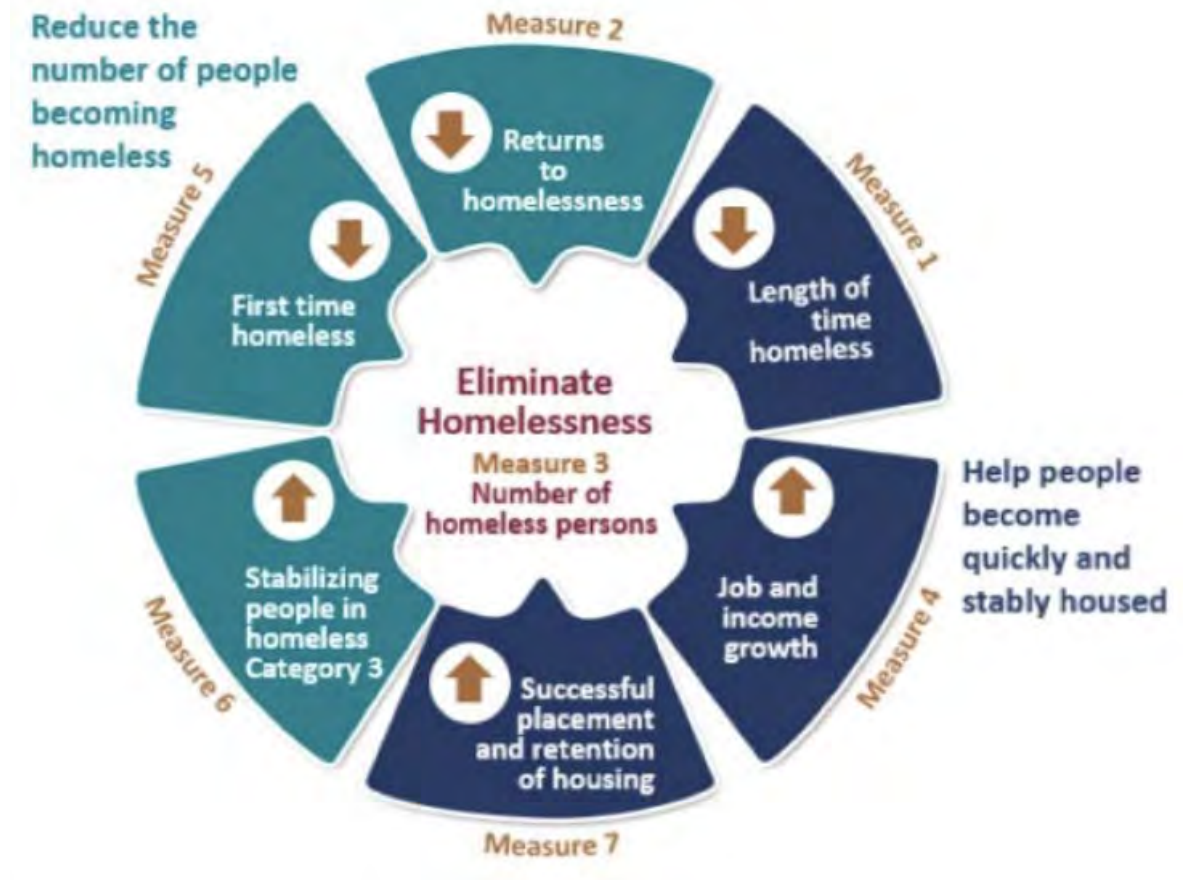 Reduce the
number of people
becoming
homeless
Measure 2
Returns
to
homelessness
Measure 1
Length of
time
homeless
Measure 5
First time
homeless
Eliminate
Homelessness
Measure 3
Number of
homeless persons
Help people
become
quickly and
stably housed
Measure 4
Job and
income
growth
Measure 6
Stabilizing
people in
homeless
Category 3
Successful
placement
and retention
of housing
Measure 7